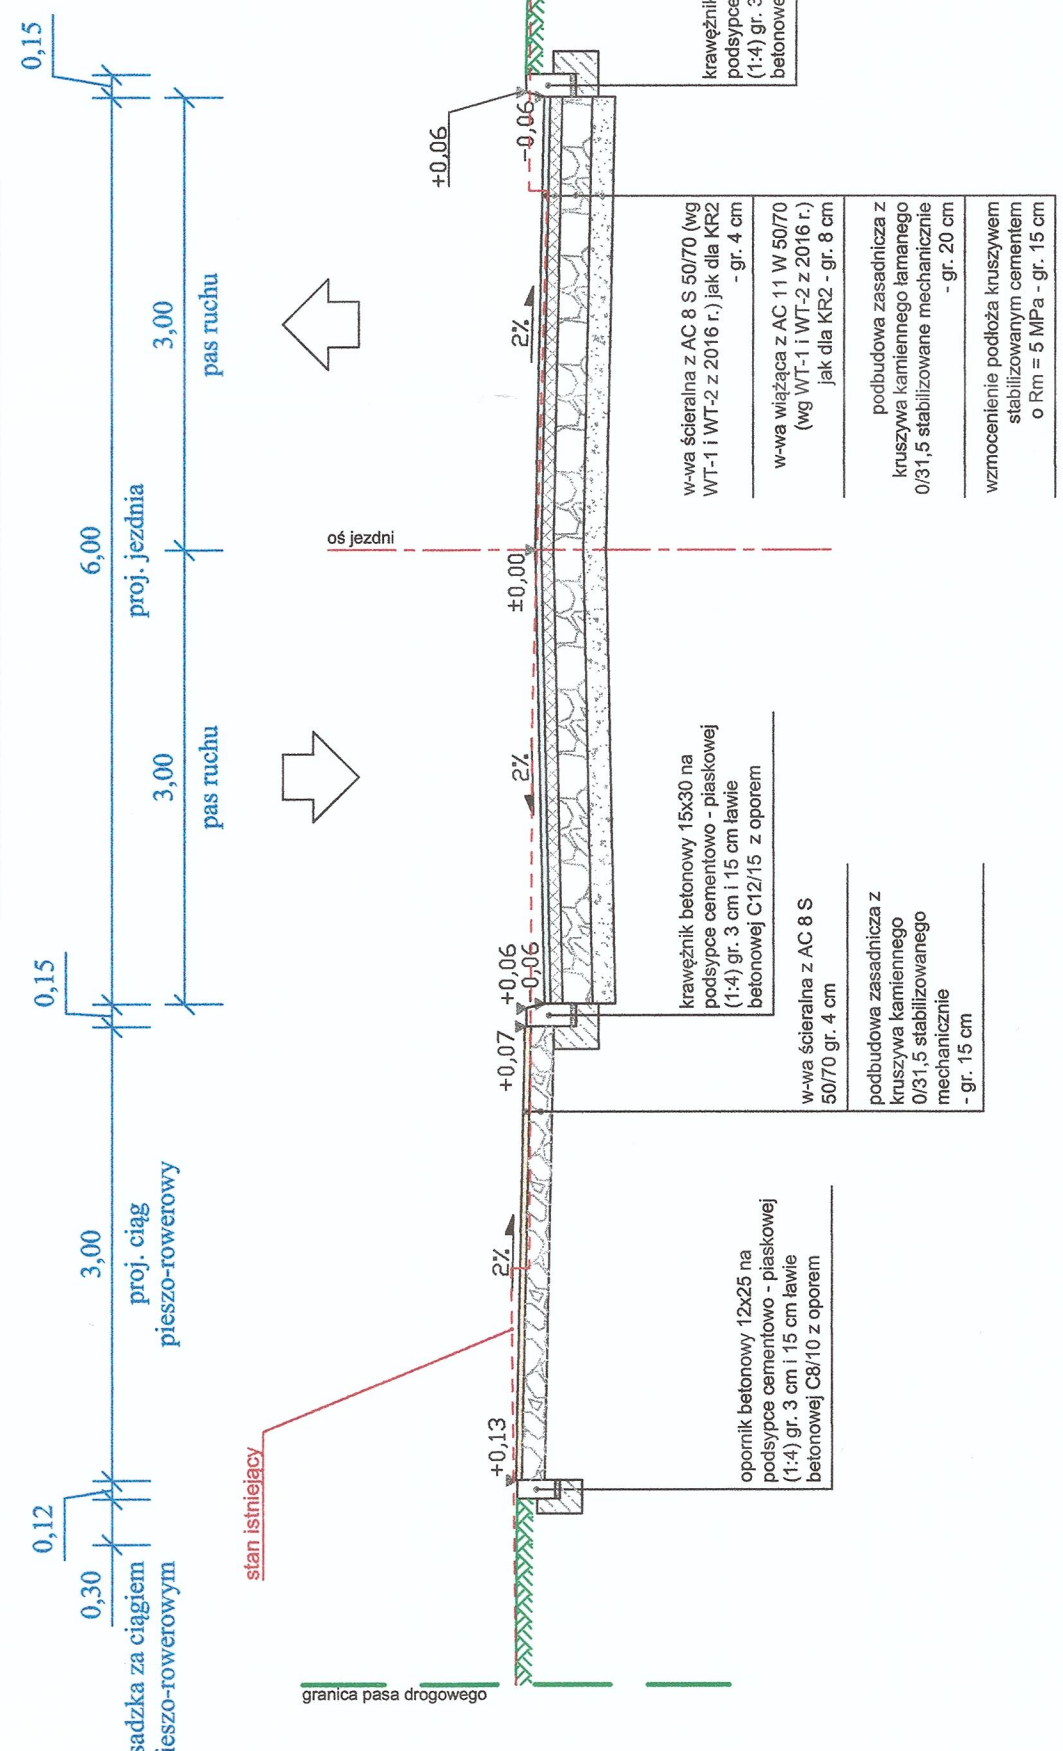 0,30
0,12
3,00
0,15
6,00
0,15
sadzka za ciągiem
ieszo-rowerowym
proj. ciąg
pieszo-rowerowy
proj. jezdnia
3,00
3,00
pas ruchu
pas ruchu
stan istniejący
oś jezdni
granica pasa drogowego
+0,13
2%
+0,07
+0,06
-0,06
2%
±0,00
2%
+0,06
-0,06
opornik betonowy 12x25 na
podsypce cementowo - piaskowej
(1:4) gr. 3 cm i 15 cm ławie
betonowej C8/10 z oporem
w-wa ścieralna z AC 8 S
50/70 gr. 4 cm
podbudowa zasadnicza z
kruszywa kamiennego
0/31,5 stabilizowanego
mechanicznie
- gr. 15 cm
krawężnik betonowy 15x30 na
podsypce cementowo - piaskowej
(1:4) gr. 3 cm i 15 cm ławie
betonowej C12/15 z oporem
w-wa ścieralna z AC 8 S 50/70 (wg
WT-1 i WT-2 z 2016 r.) jak dla KR2
- gr. 4 cm
w-wa wiążąca z AC 11 W 50/70
(wg WT-1 i WT-2 z 2016 r.)
jak dla KR2 - gr. 8 cm
podbudowa zasadnicza z
kruszywa kamiennego łamanego
0/31,5 stabilizowane mechanicznie
- gr. 20 cm
wzmocenienie podłoża kruszywem
stabilizowanym cementem
o Rm = 5 MPa - gr. 15 cm
krawężnik
podsypce
(1:4) gr. 3
betonowe